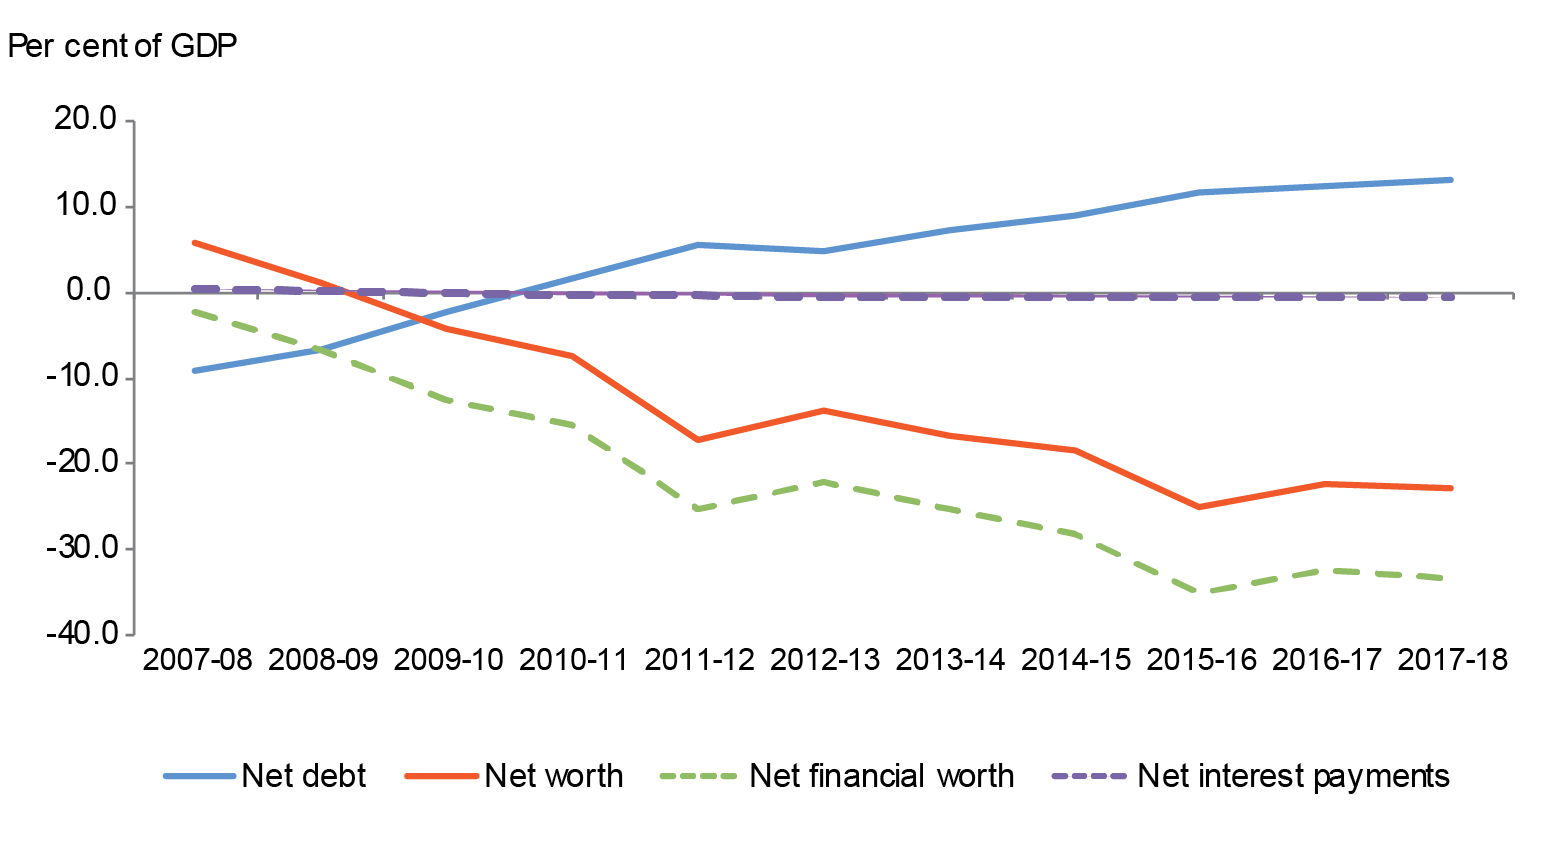 Per cent of GDP
20.0
10.0
0.0
-10.0
-20.0
-30.0
-40.0
2007-08 2008-09 2009-10 2010-11 2011-12 2012-13 2013-14 2014-15 2015-16 2016-17 2017-18
Net debt Net worth Net financial worth Net interest payments